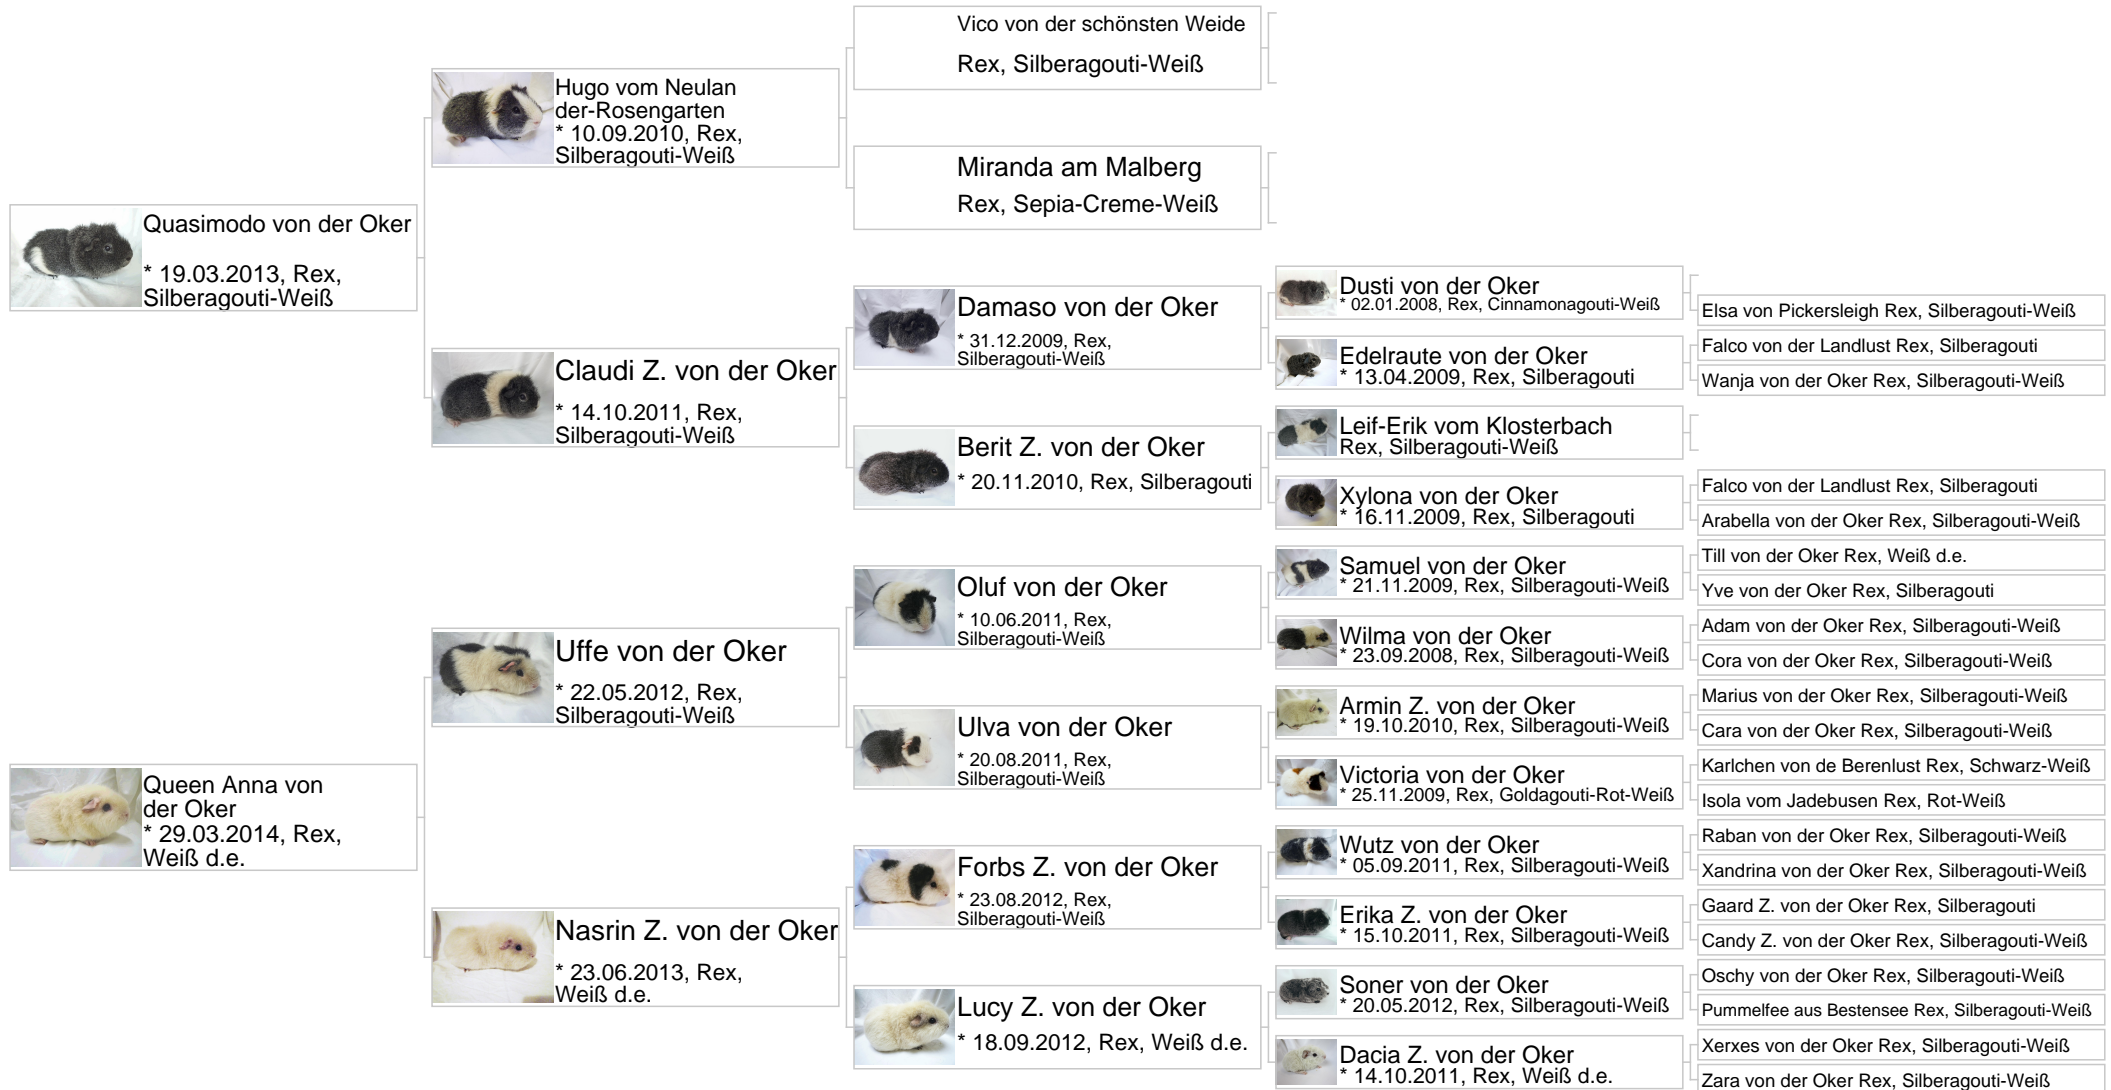 Quasimodo von der Oker
* 19.03.2013, Rex,
Silberagouti-Weiß
Queen Anna von
der Oker
* 29.03.2014, Rex,
Weiß d.e.
Hugo vom Neulan
der-Rosengarten
* 10.09.2010, Rex,
Silberagouti-Weiß
Claudi Z. von der Oker
* 14.10.2011, Rex,
Silberagouti-Weiß
Uffe von der Oker
* 22.05.2012, Rex,
Silberagouti-Weiß
Nasrin Z. von der Oker
* 23.06.2013, Rex,
Weiß d.e.
Vico von der schönsten Weide
Rex, Silberagouti-Weiß
Miranda am Malberg
Rex, Sepia-Creme-Weiß
Damaso von der Oker
* 31.12.2009, Rex,
Silberagouti-Weiß
Berit Z. von der Oker
* 20.11.2010, Rex, Silberagouti
Oluf von der Oker
* 10.06.2011, Rex,
Silberagouti-Weiß
Ulva von der Oker
* 20.08.2011, Rex,
Silberagouti-Weiß
Forbs Z. von der Oker
* 23.08.2012, Rex,
Silberagouti-Weiß
Lucy Z. von der Oker
* 18.09.2012, Rex, Weiß d.e.
Dusti von der Oker
* 02.01.2008, Rex, Cinnamonagouti-Weiß
Edelraute von der Oker
* 13.04.2009, Rex, Silberagouti
Leif-Erik vom Klosterbach
Rex, Silberagouti-Weiß
Xylona von der Oker
* 16.11.2009, Rex, Silberagouti
Samuel von der Oker
* 21.11.2009, Rex, Silberagouti-Weiß
Wilma von der Oker
* 23.09.2008, Rex, Silberagouti-Weiß
Armin Z. von der Oker
* 19.10.2010, Rex, Silberagouti-Weiß
Victoria von der Oker
* 25.11.2009, Rex, Goldagouti-Rot-Weiß
Wutz von der Oker
* 05.09.2011, Rex, Silberagouti-Weiß
Erika Z. von der Oker
* 15.10.2011, Rex, Silberagouti-Weiß
Soner von der Oker
* 20.05.2012, Rex, Silberagouti-Weiß
Dacia Z. von der Oker
* 14.10.2011, Rex, Weiß d.e.
Elsa von Pickersleigh Rex, Silberagouti-Weiß
Falco von der Landlust Rex, Silberagouti
Wanja von der Oker Rex, Silberagouti-Weiß
Falco von der Landlust Rex, Silberagouti
Arabella von der Oker Rex, Silberagouti-Weiß
Till von der Oker Rex, Weiß d.e.
Yve von der Oker Rex, Silberagouti
Adam von der Oker Rex, Silberagouti-Weiß
Cora von der Oker Rex, Silberagouti-Weiß
Marius von der Oker Rex, Silberagouti-Weiß
Cara von der Oker Rex, Silberagouti-Weiß
Karlchen von de Berenlust Rex, Schwarz-Weiß
Isola vom Jadebusen Rex, Rot-Weiß
Raban von der Oker Rex, Silberagouti-Weiß
Xandrina von der Oker Rex, Silberagouti-Weiß
Gaard Z. von der Oker Rex, Silberagouti
Candy Z. von der Oker Rex, Silberagouti-Weiß
Oschy von der Oker Rex, Silberagouti-Weiß
Pummelfee aus Bestensee Rex, Silberagouti-Weiß
Xerxes von der Oker Rex, Silberagouti-Weiß
Zara von der Oker Rex, Silberagouti-Weiß